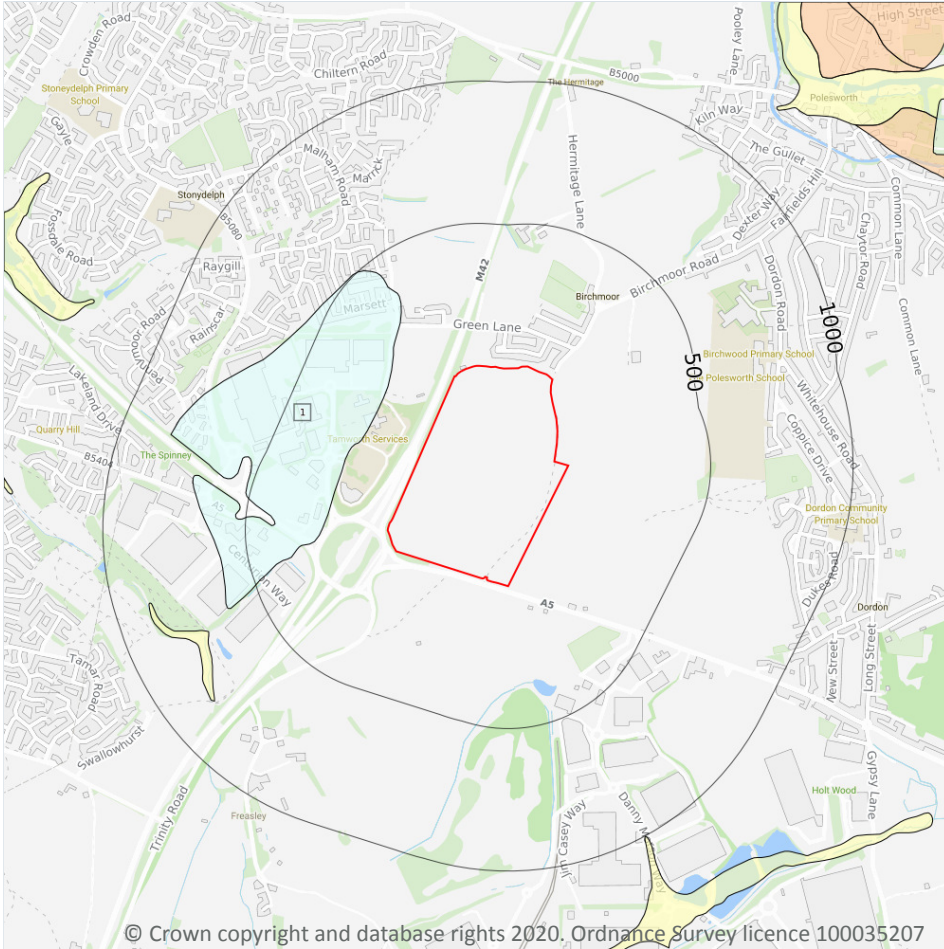 Crowden Road
Chiltern Road
Stoneydelph Primary
School
Gayle
Malham Road
Marrick
Fossdale Road
Stonydelph
B5080
Raygill
Rainscar
Pennymoor Road
Marsett
M42
Green Lane
The Hermitage
B5000
Hermitage Lane
Pooley Lane
High Street
Polesworth
Kiln Way
The Gullet
Dexter Way
Fairfields Hill
Common Lane
Chaytor Road
Common Lane
Dordon Road
Birchmoor
Birchmoor Road
1000
500
Birchwood Primary School
Polesworth School
Whitehouse Road
Coppice Drive
Lakeland Drive
Quarry Hill
B5404
The Spinney
A5
1
Tamworth Services
Centurion Way
Dordon Community
Primary School
Dukes Road
Dordon
New Street
Long Street
A5
Tamar Road
Swallowhurst
Trinity Road
Freasley
Jim Casey Way
Holt Wood
Gypsy Lane
© Crown copyright and database rights 2020. Ordnance Survey licence 100035207